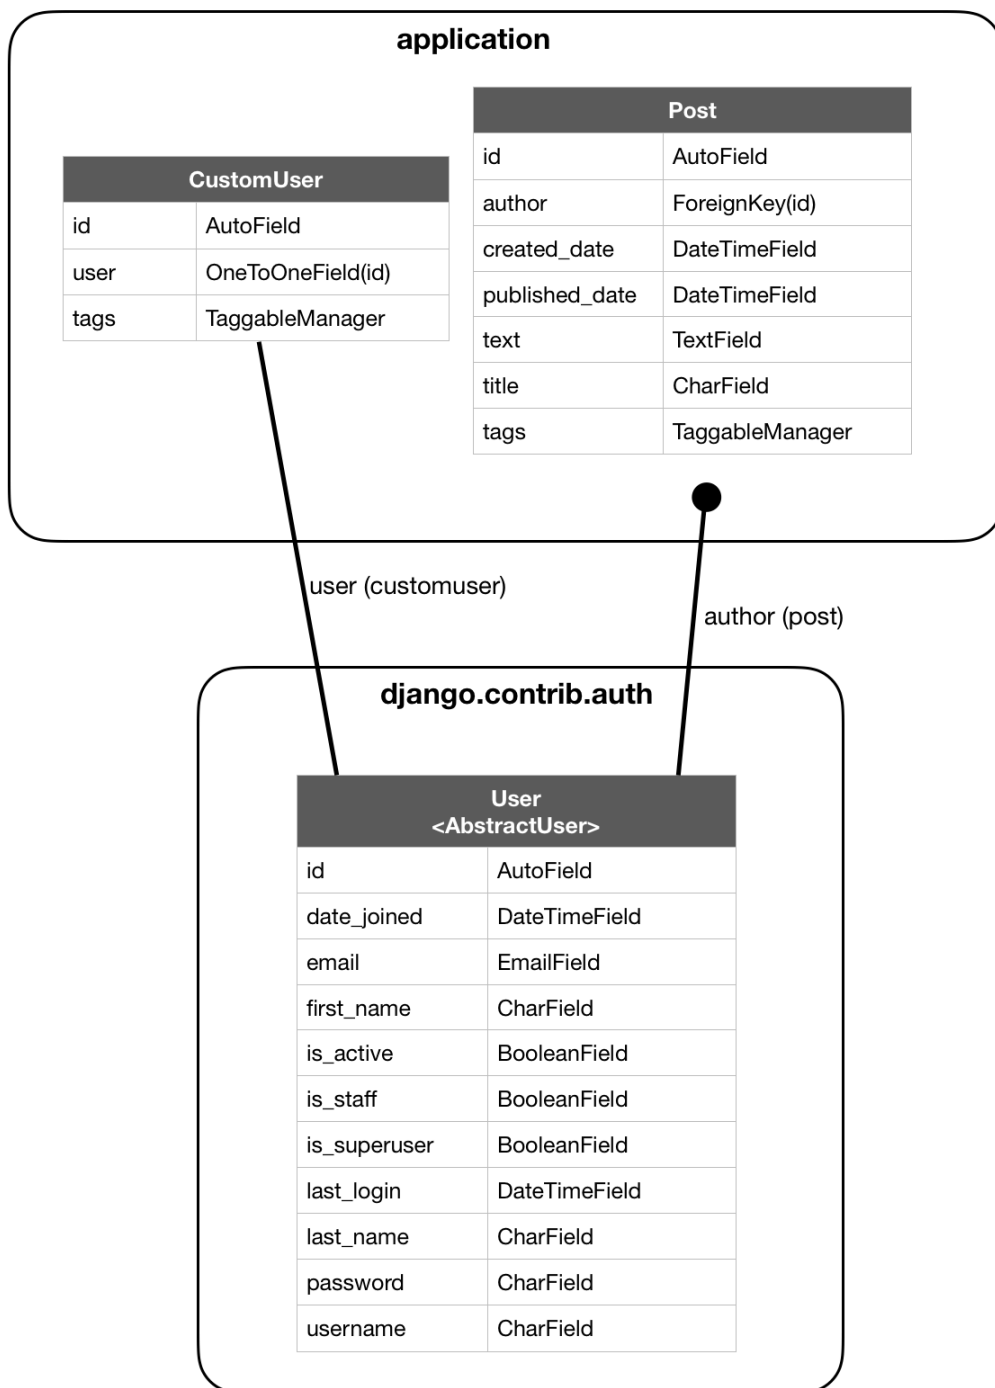 application
CustomUser
id AutoField
user OneToOneField(id)
tags TaggableManager
Post
id AutoField
author ForeignKey(id)
created_date DateTimeField
published_date DateTimeField
text TextField
title CharField
tags TaggableManager
user (customuser)
author (post)
django.contrib.auth
User
<AbstractUser>
id AutoField
date_joined DateTimeField
email EmailField
first_name CharField
is_active BooleanField
is_staff BooleanField
is_superuser BooleanField
last_login DateTimeField
last_name CharField
password CharField
username CharField